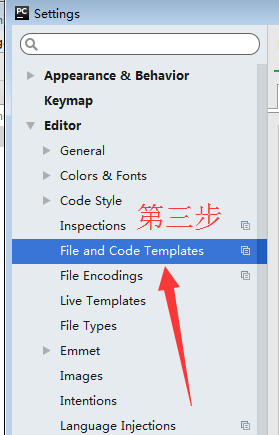 PC Settings
Appearance & Behavior
Keymap
Editor
General
Colors & Fonts
Code Style
Inspections 第三步
File and Code Templates
File Encodings
Live Templates
File Types
Emmet
Images
Intentions
Language Injections